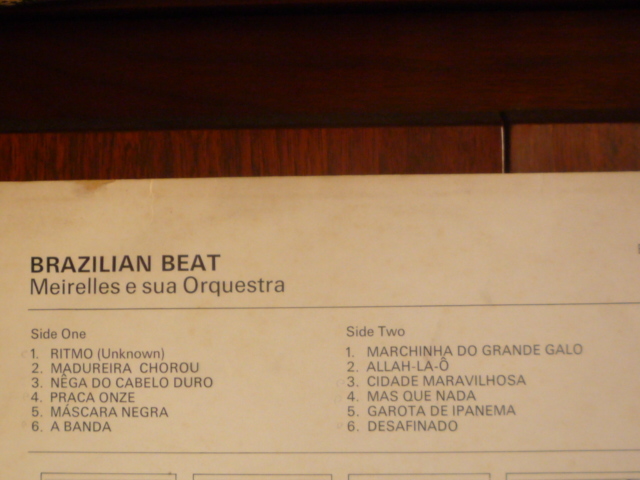 BRAZILIAN BEAT
Meirelles e sua Orquestra
Side One
1. RITMO (Unknown)
2. MADUREIRA CHOROU
3. NÊGA DO CABELO DURO
4. PRACA ONZE
5. MÁSCARA NEGRA
6. A BANDA
Side Two
1. MARCHINHA DO GRANDE GALO
2. ALLAH-LA-Ô
3. CIDADE MARAVILHOSA
4. MAS QUE NADA
5. GAROTA DE IPANEMA
6. DESAFINADO